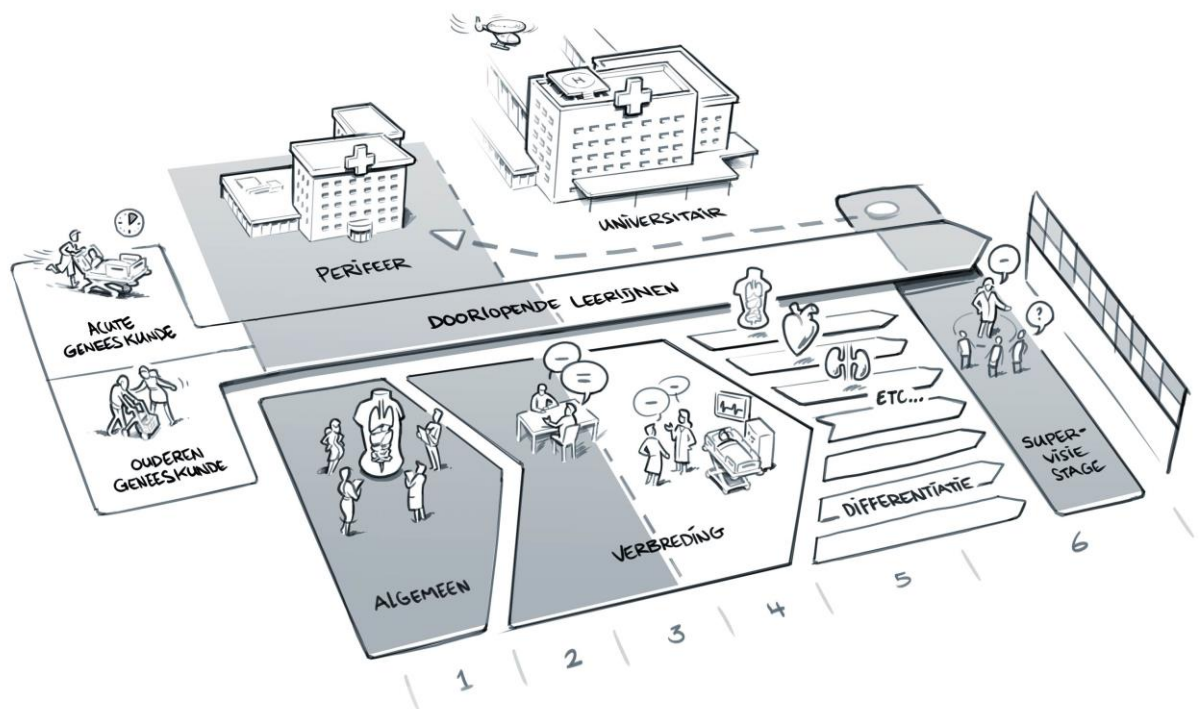 H
UNIVERSITAIR
PERIFEER
DOORLOPENDE LEERLIJNEN
ACUTE
GENEESKUNDE
OUDEREN
GENEESKUNDE
?
ETC...
SUPER-
VISIE
STAGE
DIFFERENTIATIE
VERBREDING
ALGEMEEN
1
2
3
4
5
6